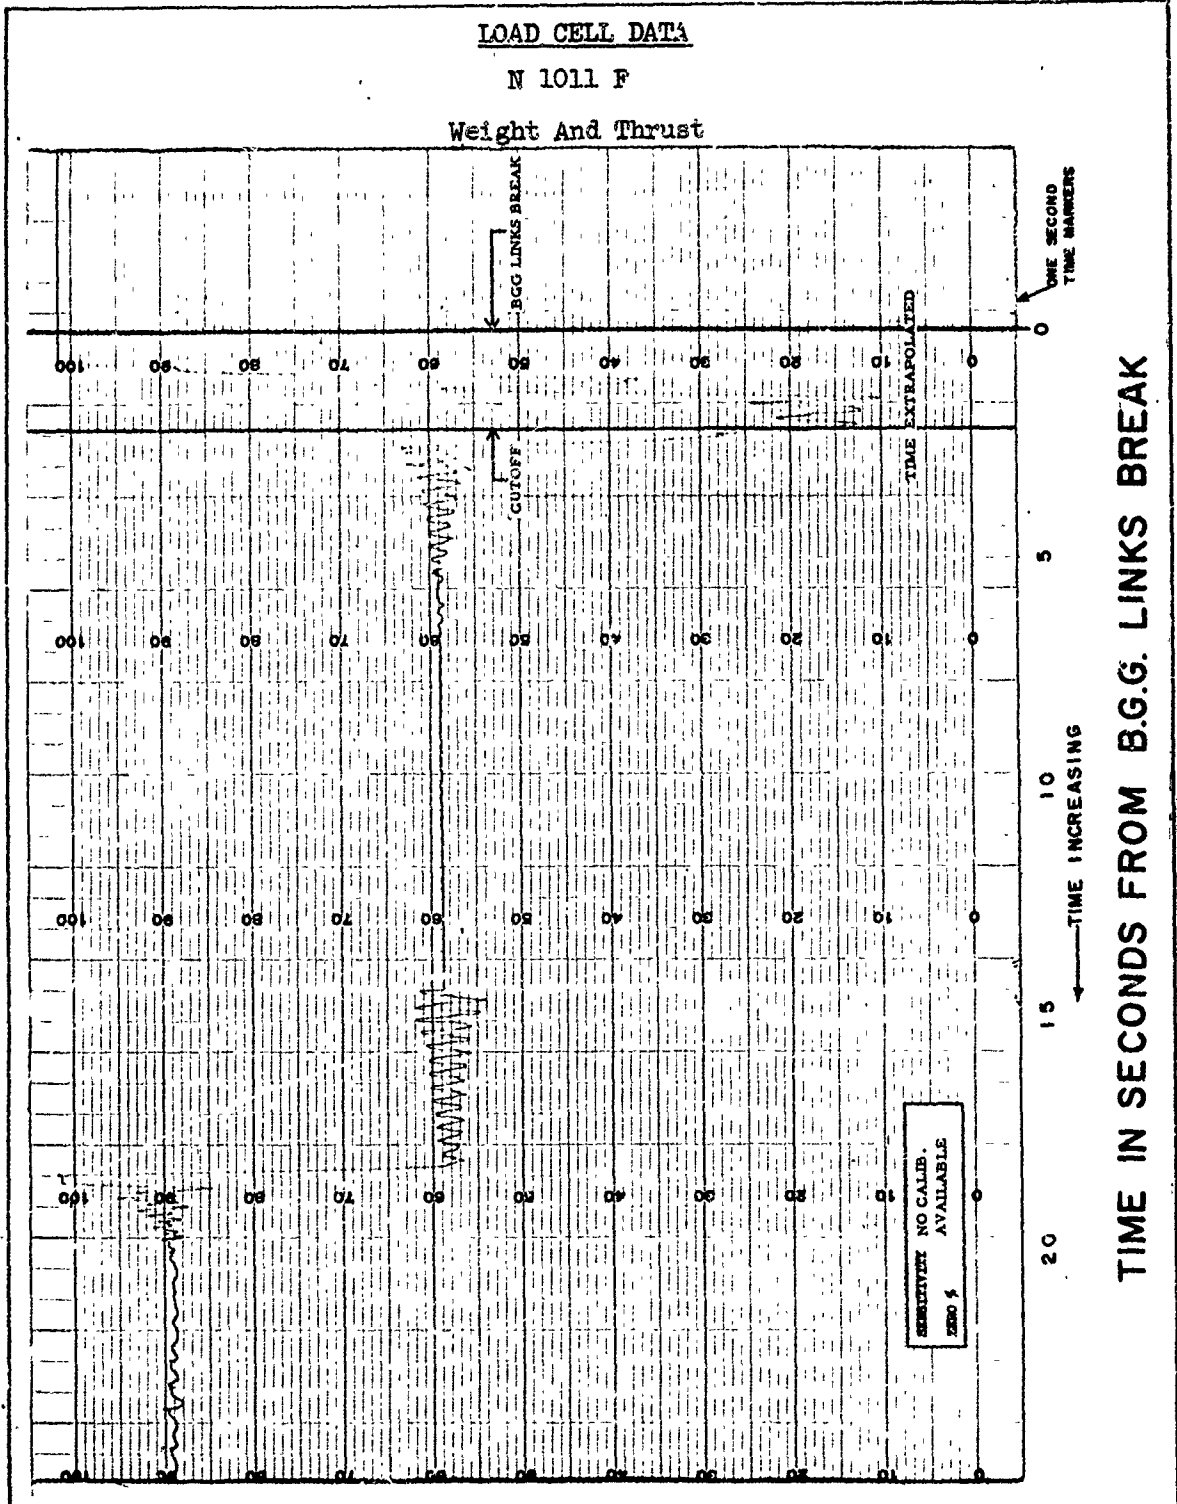 LOAD CELL DATA
N 1011 F
Weight And Thrust
BGG LINKS BREAK
ONE SECOND
TIME MARKERS
TIME EXTRAPOLATED
CUTOFF
100 90 80 70 60 50 40 30 20 10 0
100 90 80 70 60 50 40 30 20 10 0
100 90 80 70 60 50 40 30 20 10 0
100 90 80 70 60 50 40 30 20 10 0
0
5
10
15
20
TIME INCREASING
SENSITIVITY NO CALIB.
AVAILABLE
ZERO %
TIME IN SECONDS FROM B.G.G. LINKS BREAK